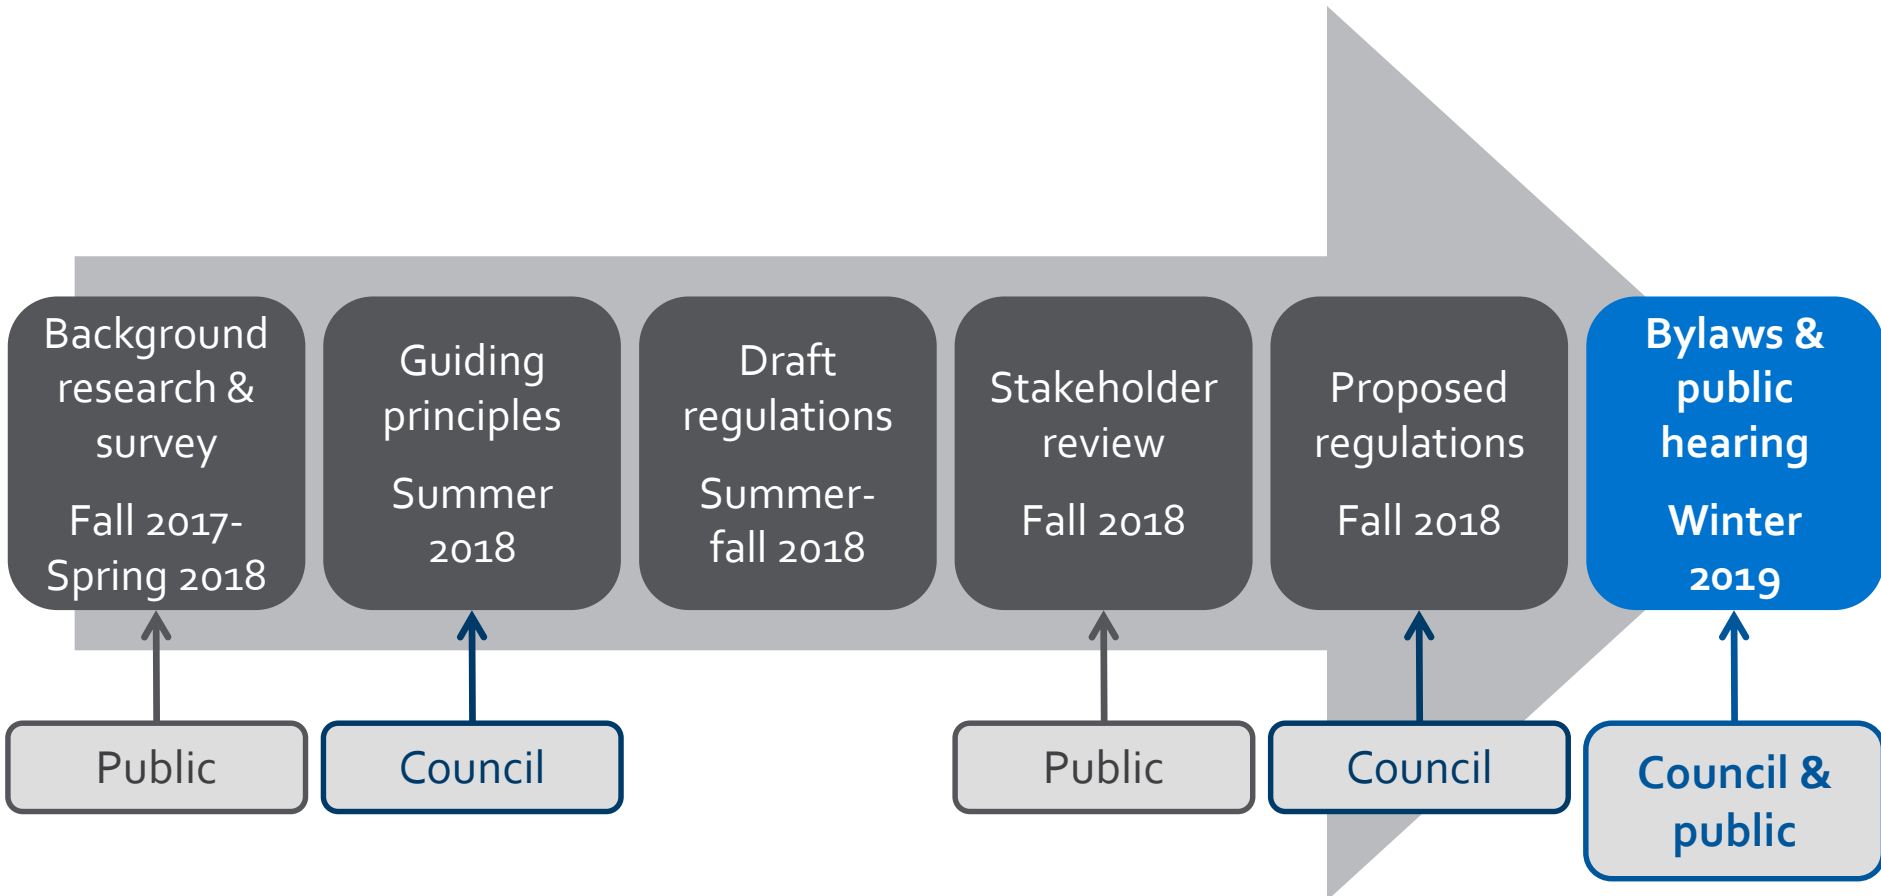 Background
research &
survey
Fall 2017-
Spring 2018
Guiding
principles
Summer
2018
Draft
regulations
Summer-
fall 2018
Stakeholder
review
Fall 2018
Proposed
regulations
Fall 2018
Bylaws &
public
hearing
Winter
2019
Public
Council
Public
Council
Council &
public